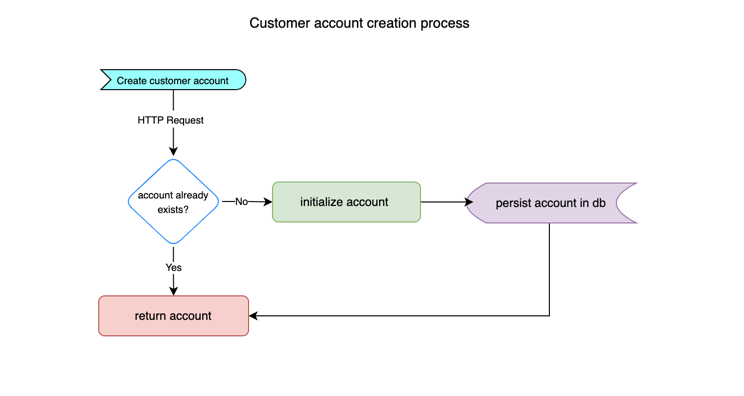 Customer account creation process
Create customer account
HTTP Request
account already
exists?
No
initialize account
persist account in db
Yes
return account